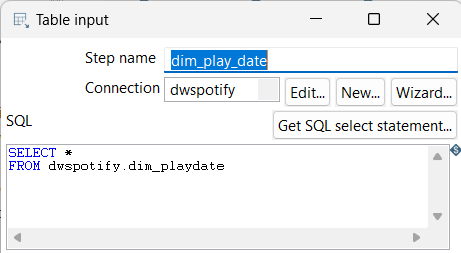 Table input
Step name dim_play_date
Connection dwspotify Edit... New... Wizard...
SQL Get SQL select statement...
SELECT *
FROM dwspotify.dim_playdate